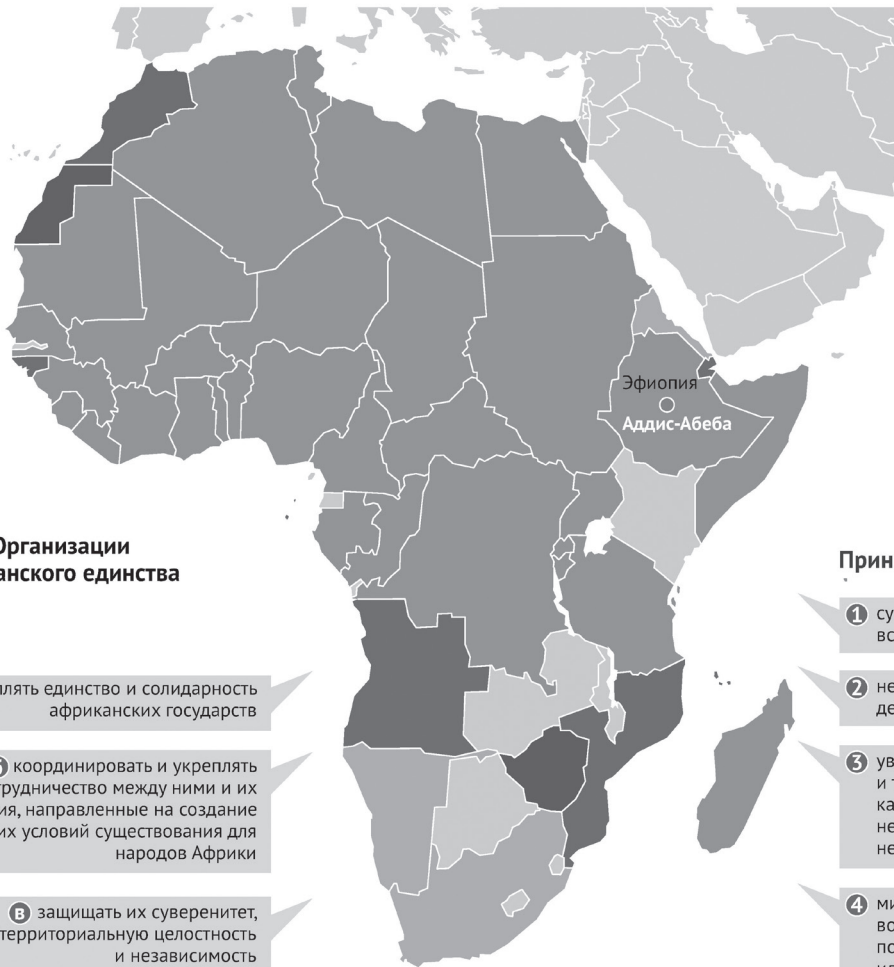 Эфиопия
Аддис-Абеба
Организации
анского единства
плять единство и солидарность
африканских государств
координировать и укреплять
трудничество между ними и их
ия, направленные на создание
их условий существования для
народов Африки
в защищать их суверенитет,
территориальную целостность
и независимость
Прин
1 су
вс
2 не
де
3 ув
и т
ка
не
не
4 ми
во
по